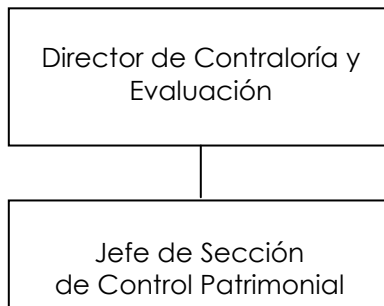 Director de Contraloría y
Evaluación
Jefe de Sección
de Control Patrimonial